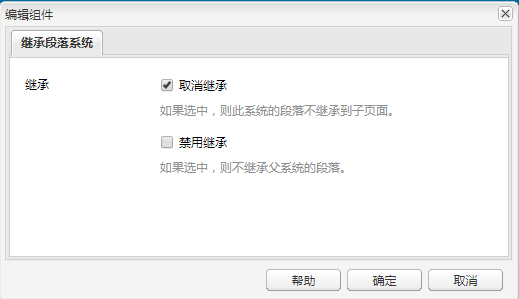 编辑组件
继承段落系统
继承
取消继承
如果选中，则此系统的段落不继承到子页面。
禁用继承
如果选中，则不继承父系统的段落。
帮助
确定
取消